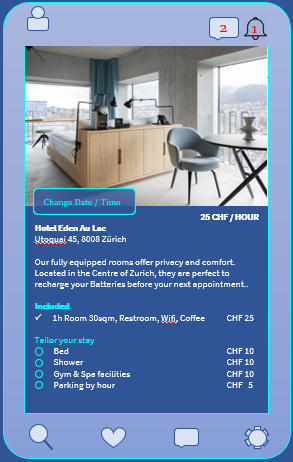 2
1
Change Date / Time
25 CHF / HOUR
Hotel Eden Au Lac
Utoquai 45, 8008 Zürich
Our fully equipped rooms offer privacy and comfort.
Located in the Centre of Zurich, they are perfect to
recharge your Batteries before your next appointment..
Included
✓ 1h Room 30sqm, Restroom, Wifi, Coffee CHF 25
Tailor your stay
Bed CHF 10
Shower CHF 10
Gym & Spa facilities CHF 10
Parking by hour CHF 5